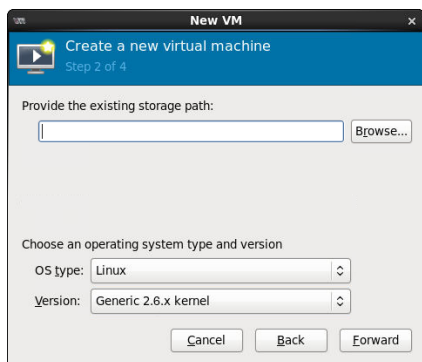 New VM
Create a new virtual machine
Step 2 of 4
Provide the existing storage path:
Browse...
Choose an operating system type and version
OS type: Linux
Version: Generic 2.6.x kernel
Cancel Back Forward